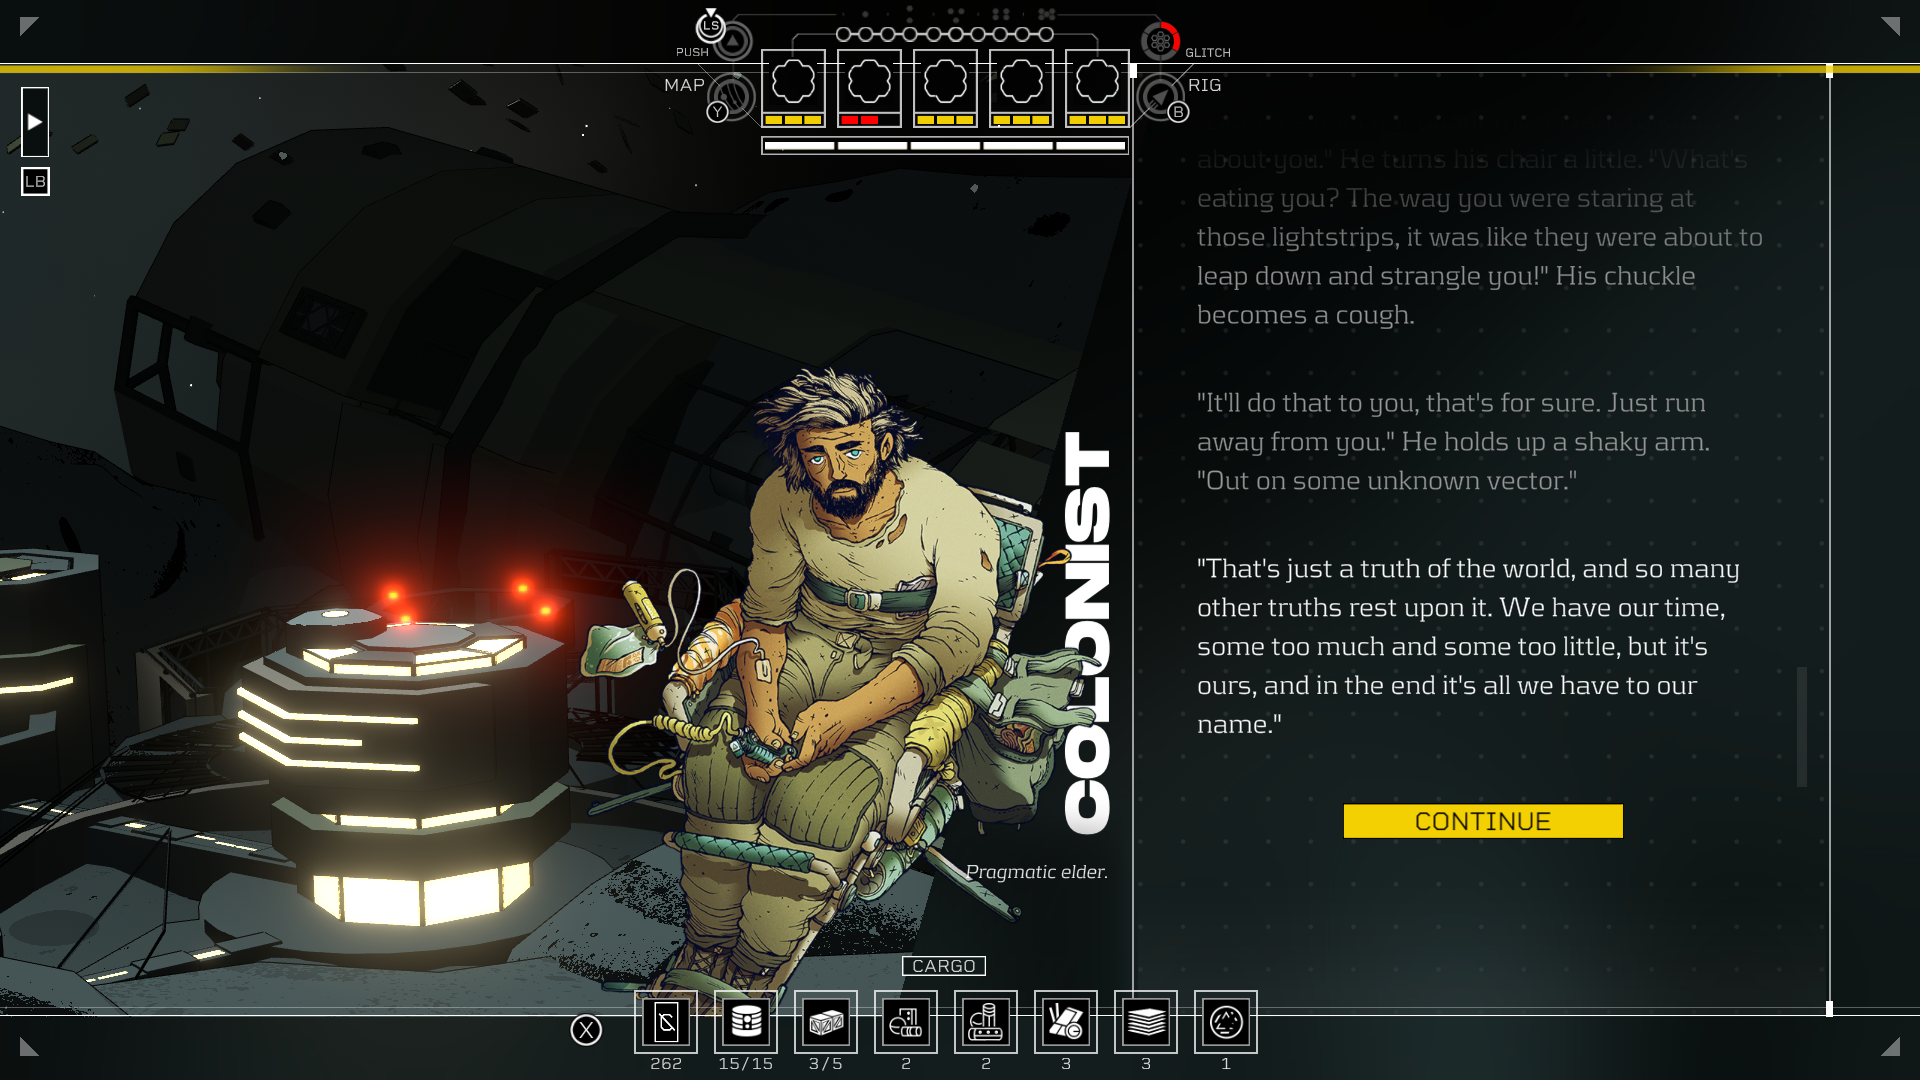 LS
PUSH
GLITCH
MAP
RIG
Y
B
LB
about you." He turns his chair a little. "What's
eating you? The way you were staring at
those lightstrips, it was like they were about to
leap down and strangle you!" His chuckle
becomes a cough.
"It'll do that to you, that's for sure. Just run
away from you." He holds up a shaky arm.
"Out on some unknown vector."
"That's just a truth of the world, and so many
other truths rest upon it. We have our time,
some too much and some too little, but it's
ours, and in the end it's all we have to our
name."
CONTINUE
COLONIST
Pragmatic elder.
CARGO
X
262
15/15
3/5
2
2
3
3
1